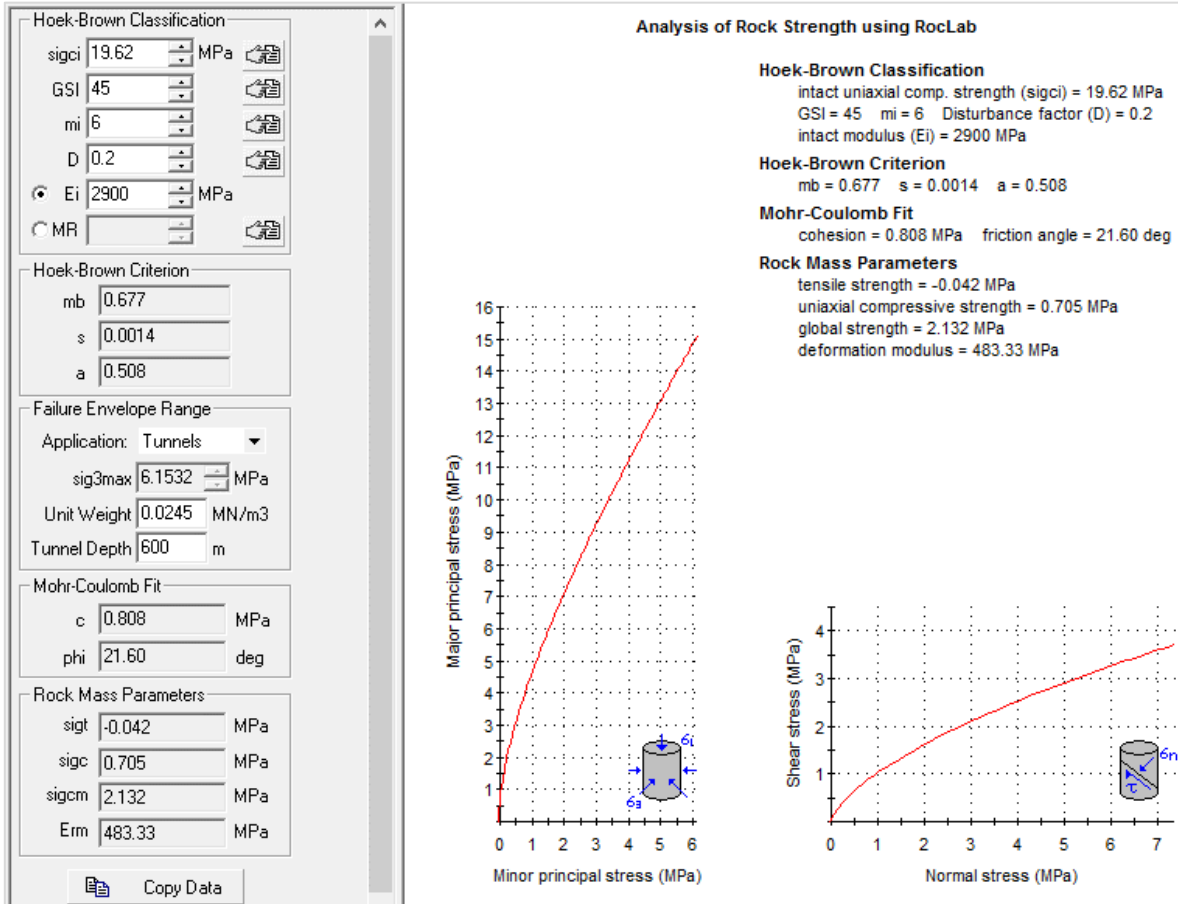 Hoek-Brown Classification
sigci 19.62 MPa
GSI 45
mi 6
D 0.2
Ei 2900 MPa
MR
Hoek-Brown Criterion
mb 0.677
s 0.0014
a 0.508
Failure Envelope Range
Application: Tunnels
sig3max 6.1532 MPa
Unit Weight 0.0245 MN/m3
Tunnel Depth 600 m
Mohr-Coulomb Fit
c 0.808 MPa
phi 21.60 deg
Rock Mass Parameters
sigt -0.042 MPa
sigc 0.705 MPa
sigcm 2.132 MPa
Erm 483.33 MPa
Copy Data
Analysis of Rock Strength using RocLab
Hoek-Brown Classification
intact uniaxial comp. strength (sigci) = 19.62 MPa
GSI = 45 mi = 6 Disturbance factor (D) = 0.2
intact modulus (Ei) = 2900 MPa
Hoek-Brown Criterion
mb = 0.677 s = 0.0014 a = 0.508
Mohr-Coulomb Fit
cohesion = 0.808 MPa friction angle = 21.60 deg
Rock Mass Parameters
tensile strength = -0.042 MPa
uniaxial compressive strength = 0.705 MPa
global strength = 2.132 MPa
deformation modulus = 483.33 MPa
Major principal stress (MPa)
16
15
14
13
12
11
10
9
8
7
6
5
4
3
2
1
0 1 2 3 4 5 6
Minor principal stress (MPa)
σ1
σ3
Shear stress (MPa)
4
3
2
1
0 1 2 3 4 5 6 7
Normal stress (MPa)
σn
τ